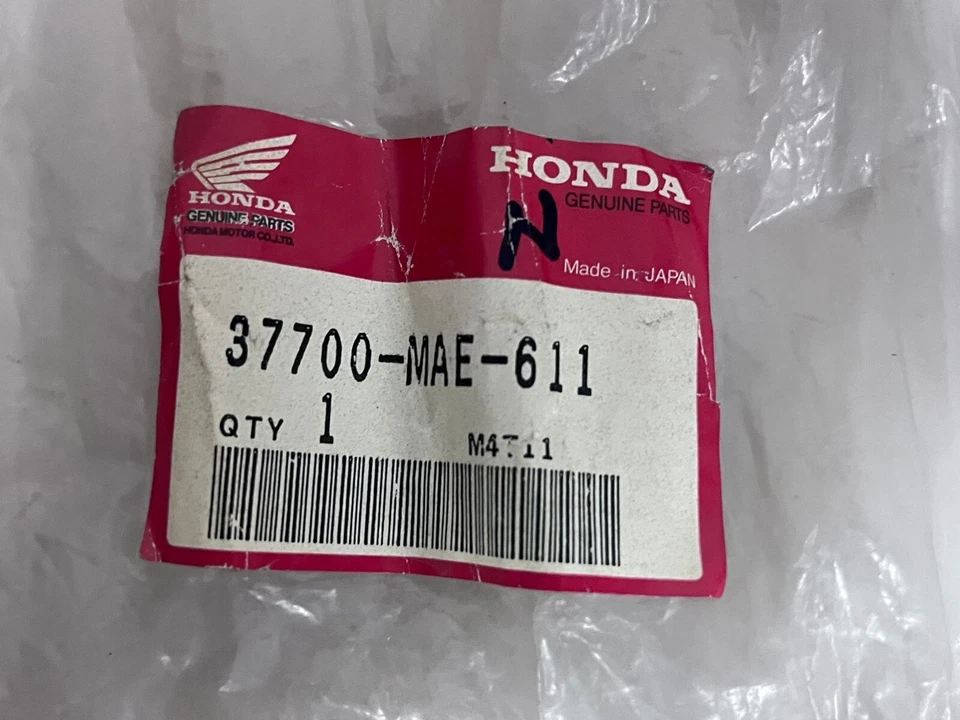 HONDA
GENUINE PARTS
HONDA MOTOR CO.,LTD.
HONDA
GENUINE PARTS
N
Made in JAPAN
37700-MAE-611
QTY 1